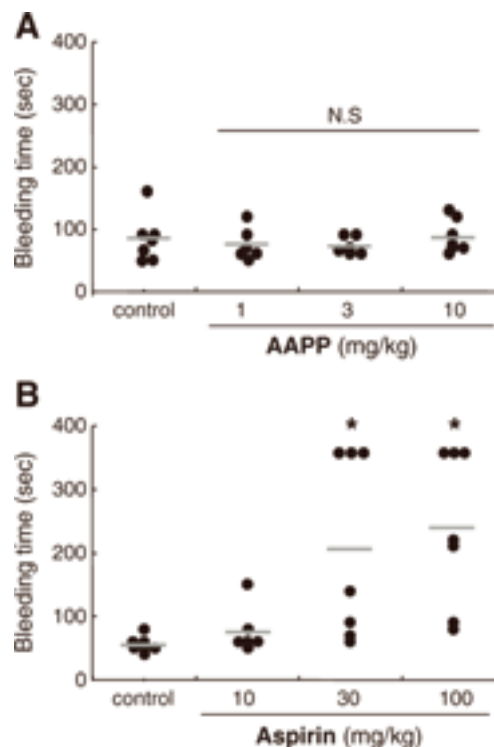 A
Bleeding time (sec)
400
300
200
100
0
N.S
control 1 3 10
AAPP (mg/kg)
B
Bleeding time (sec)
400
300
200
100
0
* *
control 10 30 100
Aspirin (mg/kg)